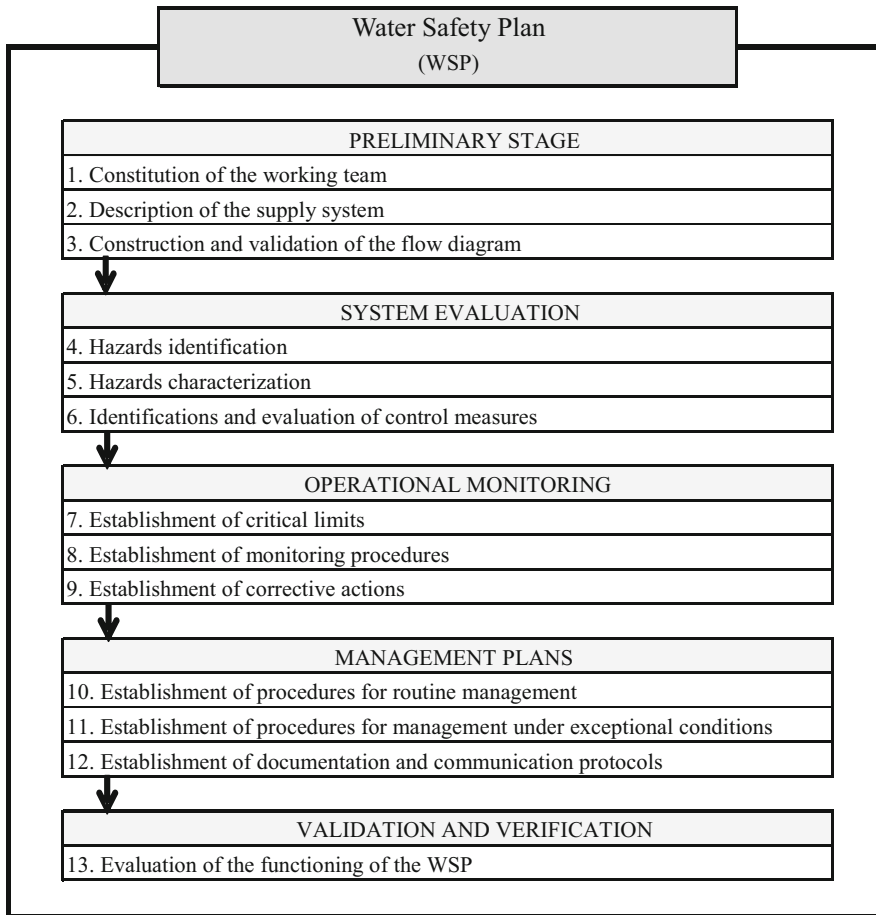 Water Safety Plan
(WSP)
PRELIMINARY STAGE
1. Constitution of the working team
2. Description of the supply system
3. Construction and validation of the flow diagram
SYSTEM EVALUATION
4. Hazards identification
5. Hazards characterization
6. Identifications and evaluation of control measures
OPERATIONAL MONITORING
7. Establishment of critical limits
8. Establishment of monitoring procedures
9. Establishment of corrective actions
MANAGEMENT PLANS
10. Establishment of procedures for routine management
11. Establishment of procedures for management under exceptional conditions
12. Establishment of documentation and communication protocols
VALIDATION AND VERIFICATION
13. Evaluation of the functioning of the WSP